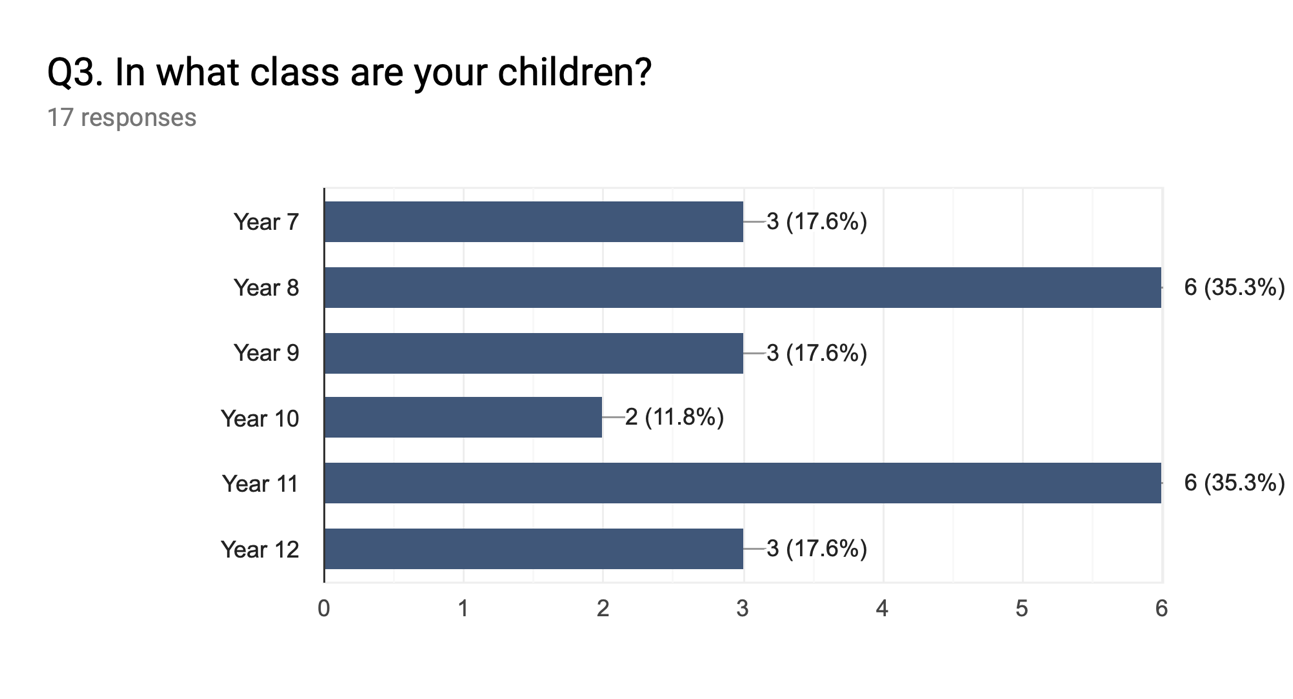 Q3. In what class are your children?
17 responses
Year 7 3 (17.6%)
Year 8 6 (35.3%)
Year 9 3 (17.6%)
Year 10 2 (11.8%)
Year 11 6 (35.3%)
Year 12 3 (17.6%)
0 1 2 3 4 5 6